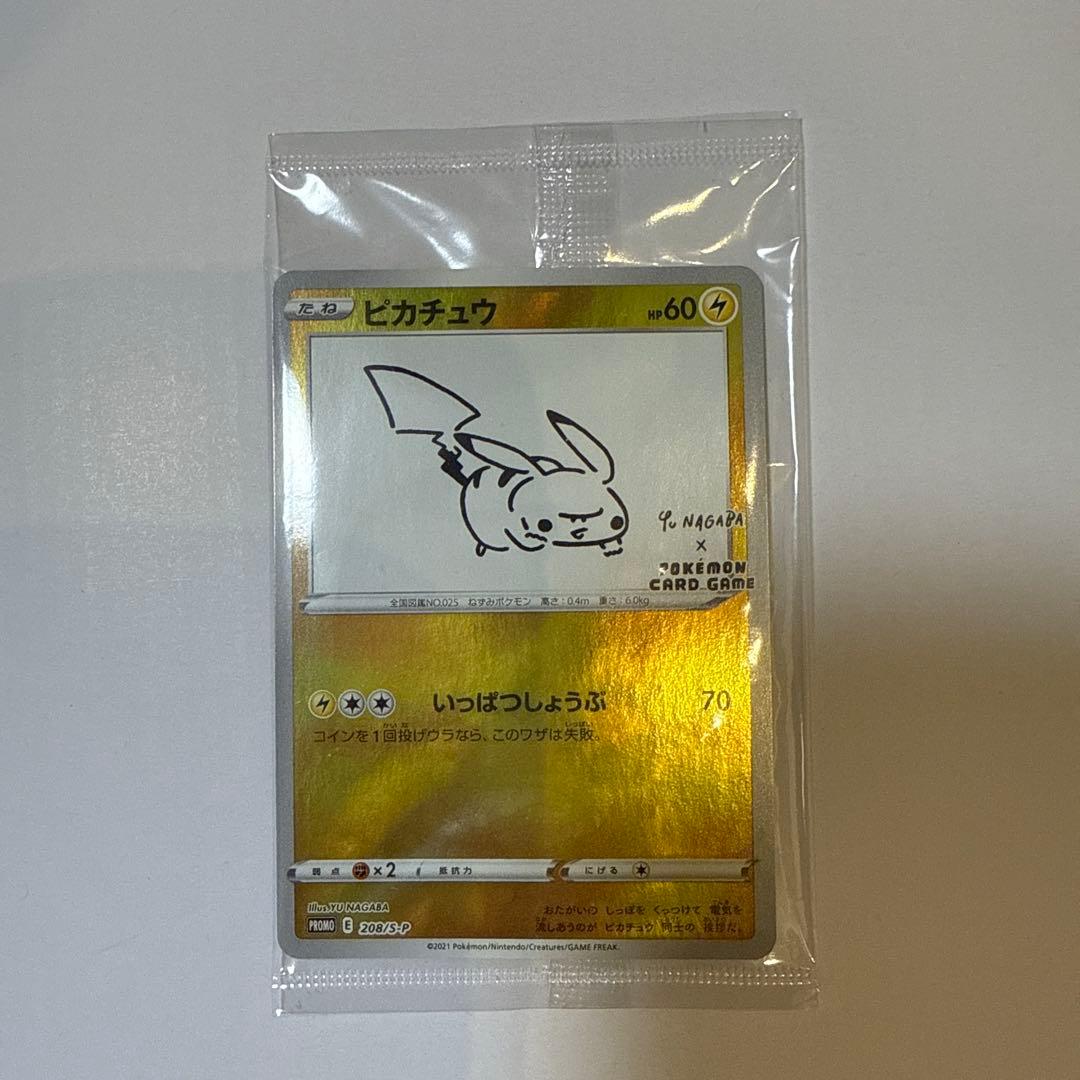 たね ピカチュウ HP60
Yu NAGABA
×
POKÉMON
CARD GAME
全国図鑑NO.025 ねずみポケモン 高さ:0.4m 重さ:6.0kg
いっぱつしょうぶ 70
コインを1回投げウラなら、このワザは失敗。
弱点 ×2 抵抗力 にげる
Illus.YU NAGABA
PROMO E 208/S-P
おたがいの しっぽを くっつけて 電気を
流しあうのが ピカチュウ 同士の 挨拶だ。
©2021 Pokémon/Nintendo/Creatures/GAME FREAK.